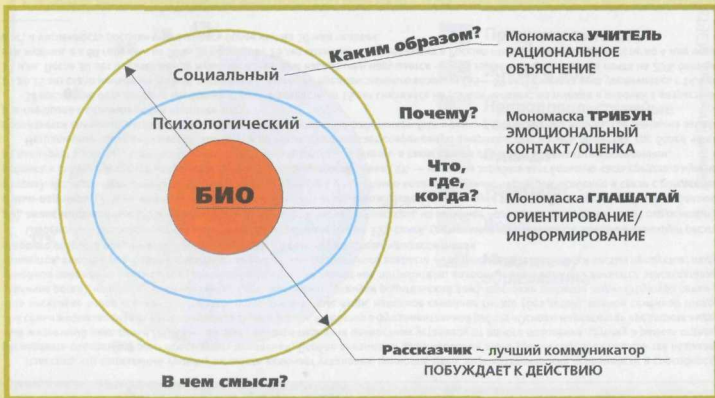 Каким образом?
Мономаска УЧИТЕЛЬ
РАЦИОНАЛЬНОЕ
ОБЪЯСНЕНИЕ
Социальный
Почему?
Мономаска ТРИБУН
ЭМОЦИОНАЛЬНЫЙ
КОНТАКТ/ОЦЕНКА
Психологический
Что,
где,
когда?
Мономаска ГЛАШАТАЙ
ОРИЕНТИРОВАНИЕ/
ИНФОРМИРОВАНИЕ
БИО
Рассказчик – лучший коммуникатор
ПОБУЖДАЕТ К ДЕЙСТВИЮ
В чем смысл?